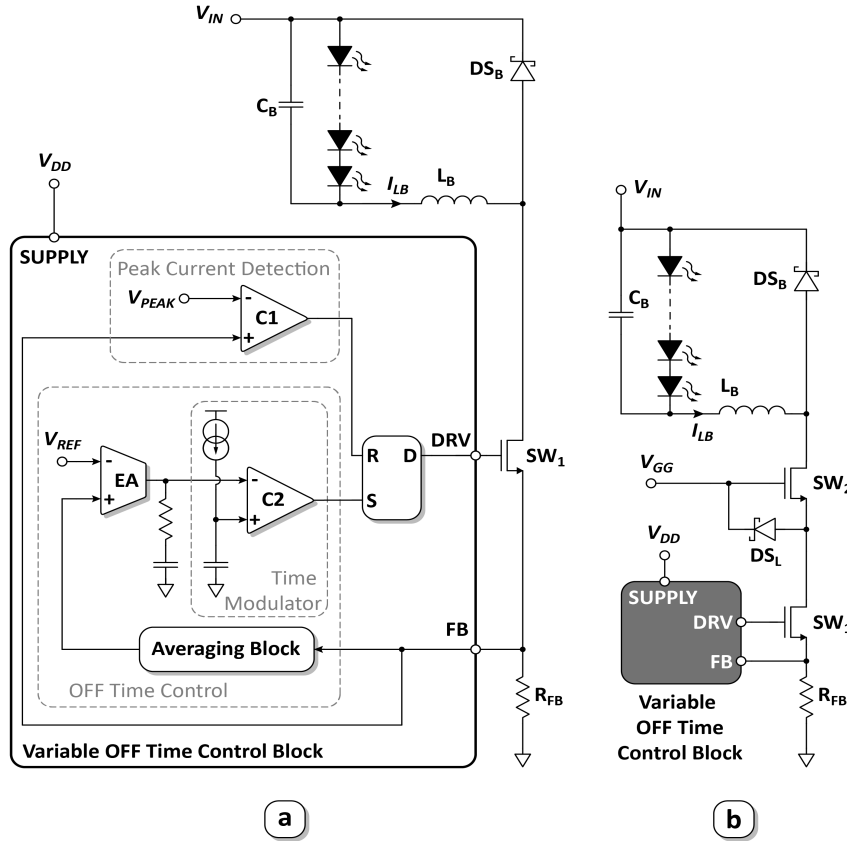 V_IN
DS_B
C_B
I_LB
L_B
V_DD
SUPPLY
Peak Current Detection
V_PEAK
-
C1
+
V_REF
-
EA
+
-
C2
+
R D
S
DRV
SW_1
Time
Modulator
Averaging Block
FB
OFF Time Control
R_FB
Variable OFF Time Control Block
a
V_IN
DS_B
C_B
L_B
I_LB
V_GG
SW_2
DS_L
V_DD
SUPPLY
DRV
FB
R_FB
Variable
OFF Time
Control Block
b